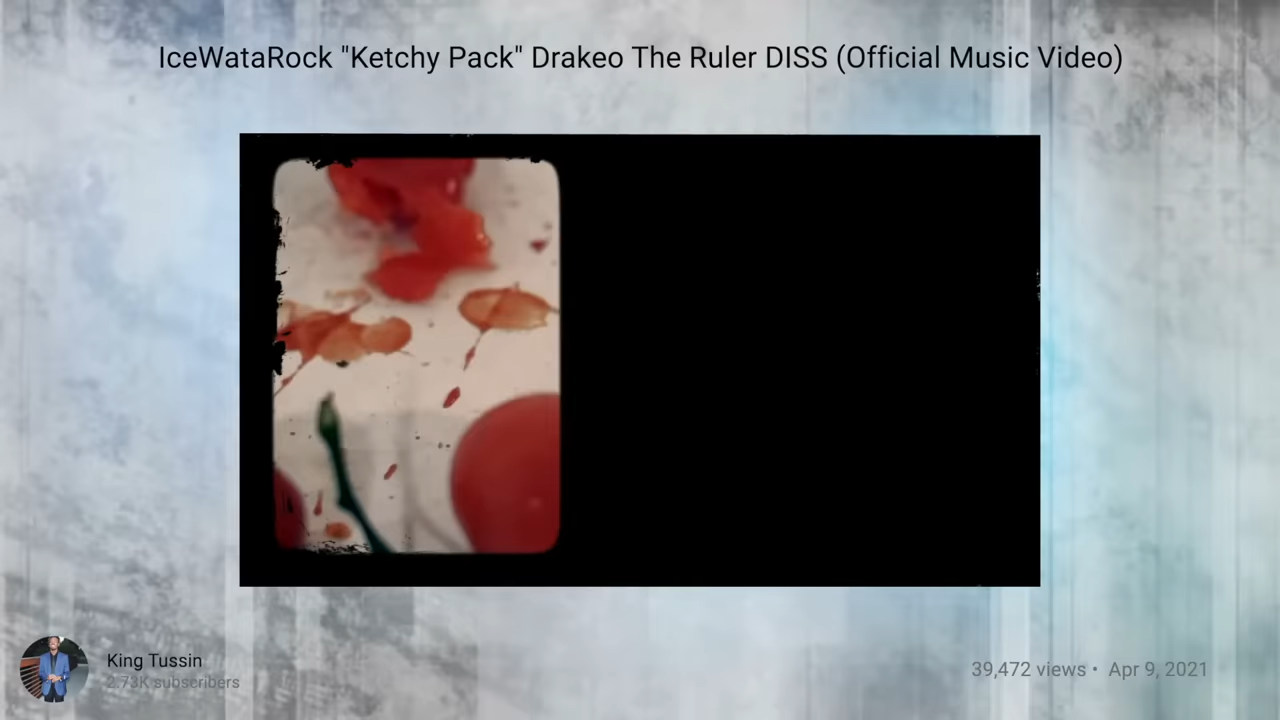 IceWataRock "Ketchy Pack" Drakeo The Ruler DISS (Official Music Video)
King Tussin
2.73K subscribers
39,472 views • Apr 9, 2021